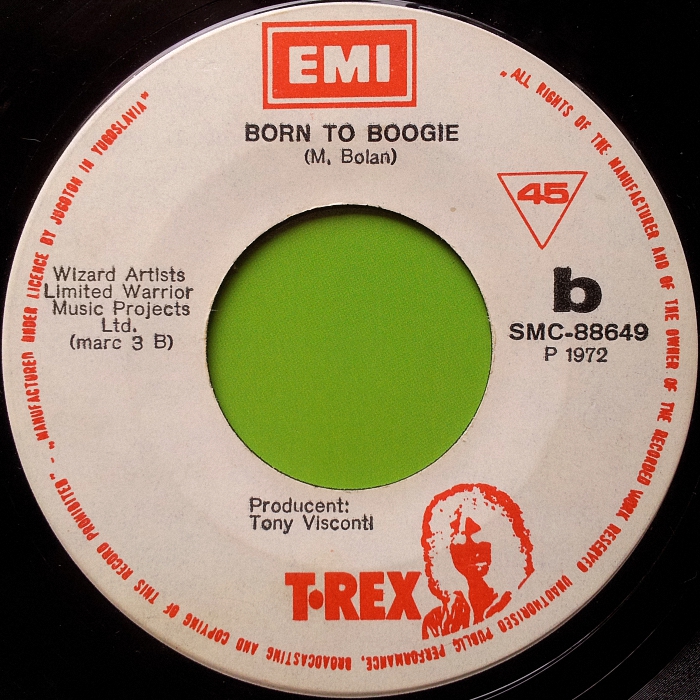 EMI
BORN TO BOOGIE
(M. Bolan)
45
b
SMC-88649
P 1972
Wizard Artists
Limited Warrior
Music Projects
Ltd.
(marc 3 B)
Producent:
Tony Visconti
T•REX
„ALL RIGHTS OF THE MANUFACTURER AND OF THE OWNER OF TNE RECORDED WORK RESERVED UNAUTHORISED PUBLIC PERFORMANCE, BROADCASTING AND COPYING OF THIS RECORD PROHIBITED" - „MANUFACTURED UNDER LICENCE BY JUGOTON IN YUGOSLAVIA"